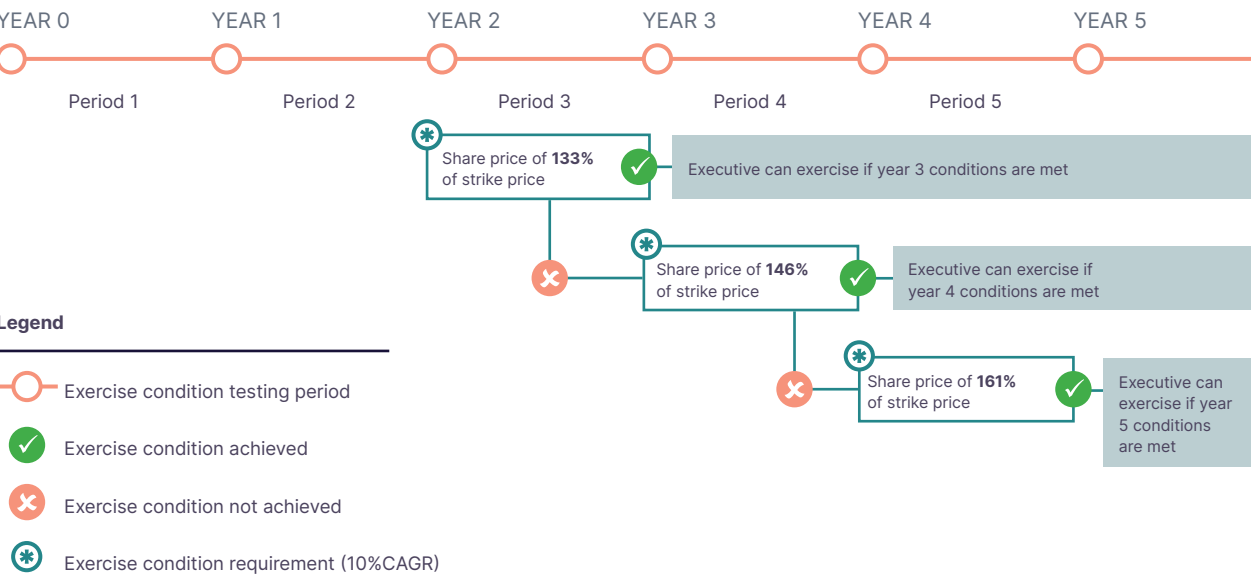 YEAR 0
YEAR 1
YEAR 2
YEAR 3
YEAR 4
YEAR 5
Period 1
Period 2
Period 3
Period 4
Period 5
Share price of 133%
of strike price
Executive can exercise if year 3 conditions are met
Share price of 146%
of strike price
Executive can exercise if
year 4 conditions are met
Share price of 161%
of strike price
Executive can
exercise if year
5 conditions
are met
Legend
Exercise condition testing period
Exercise condition achieved
Exercise condition not achieved
Exercise condition requirement (10%CAGR)